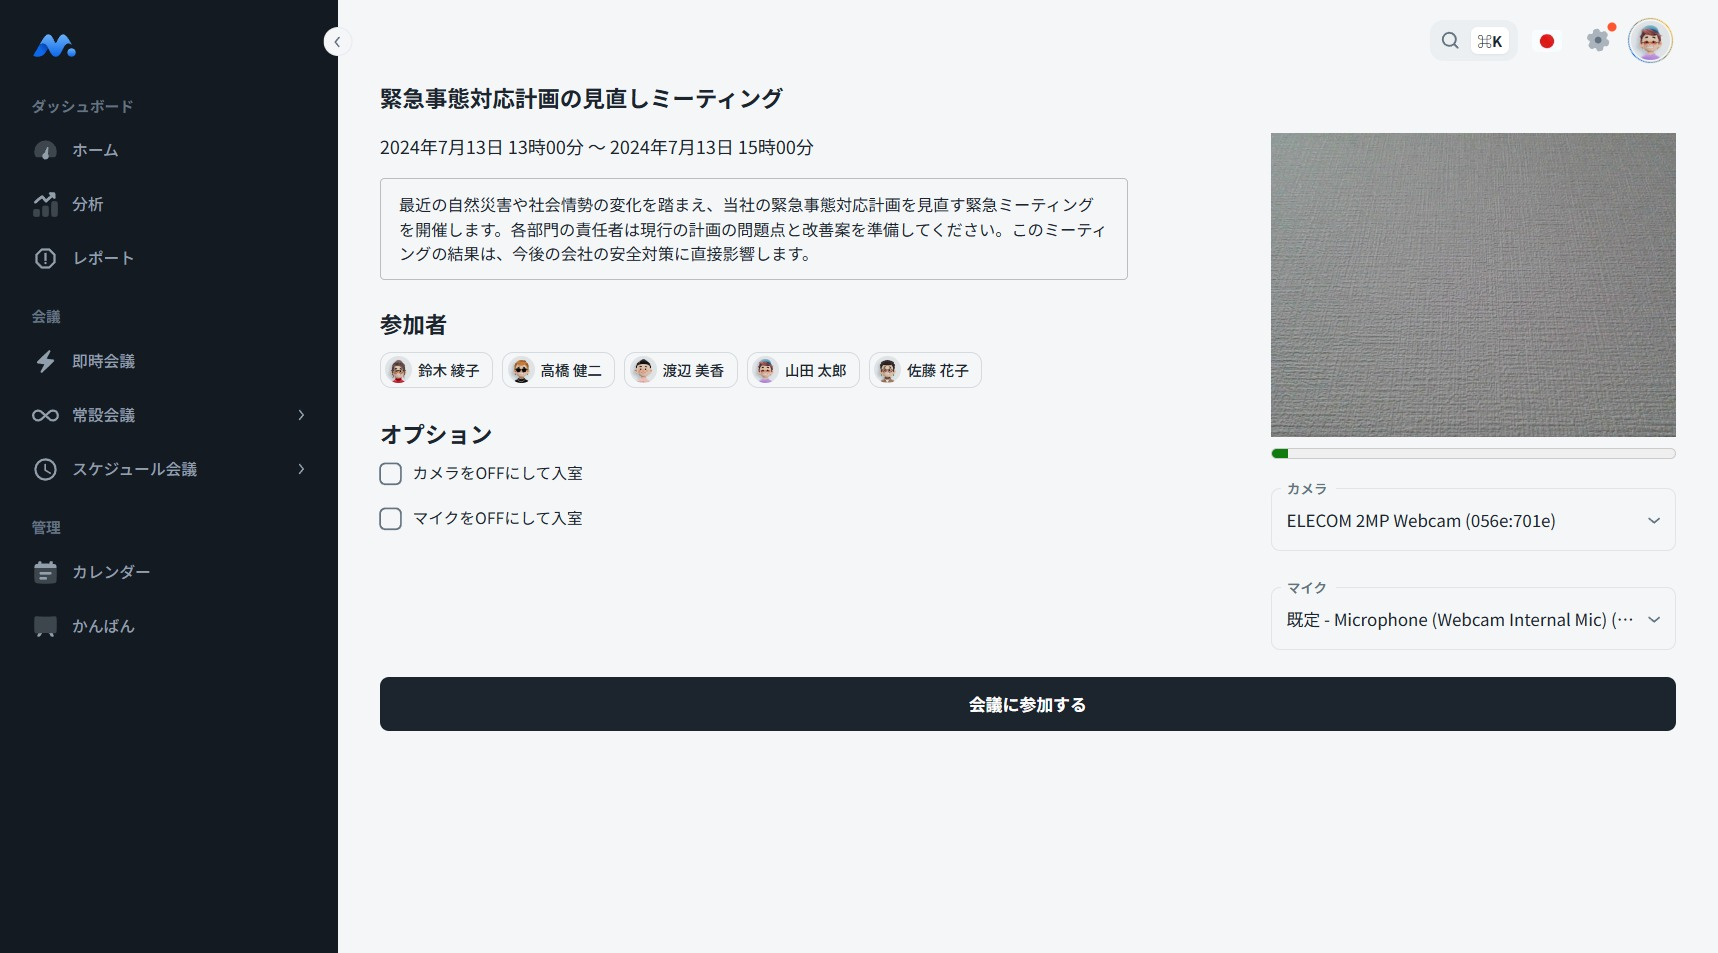 ダッシュボード
ホーム
分析
レポート
会議
即時会議
常設会議
スケジュール会議
管理
カレンダー
かんばん
⌘K
緊急事態対応計画の見直しミーティング
2024年7月13日 13時00分 〜 2024年7月13日 15時00分
最近の自然災害や社会情勢の変化を踏まえ、当社の緊急事態対応計画を見直す緊急ミーティング
を開催します。各部門の責任者は現行の計画の問題点と改善案を準備してください。このミーティ
ングの結果は、今後の会社の安全対策に直接影響します。
参加者
鈴木 綾子
高橋 健二
渡辺 美香
山田 太郎
佐藤 花子
オプション
カメラをOFFにして入室
マイクをOFFにして入室
カメラ
ELECOM 2MP Webcam (056e:701e)
マイク
既定 - Microphone (Webcam Internal Mic) (…
会議に参加する